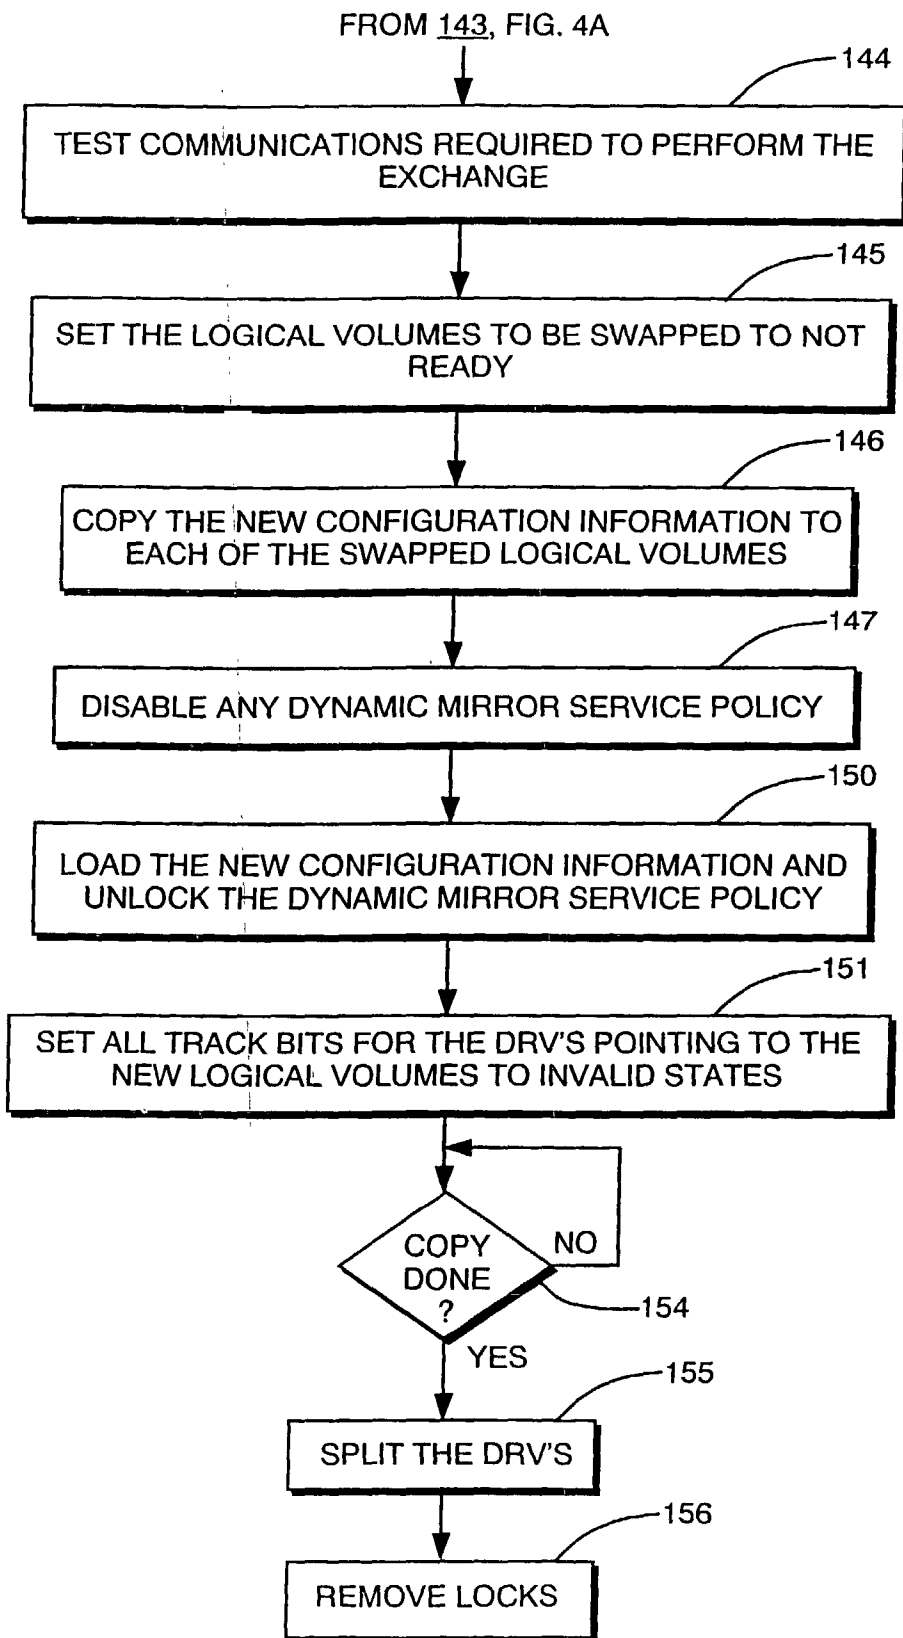 FROM 143, FIG. 4A
144
TEST COMMUNICATIONS REQUIRED TO PERFORM THE
EXCHANGE
145
SET THE LOGICAL VOLUMES TO BE SWAPPED TO NOT
READY
146
COPY THE NEW CONFIGURATION INFORMATION TO
EACH OF THE SWAPPED LOGICAL VOLUMES
147
DISABLE ANY DYNAMIC MIRROR SERVICE POLICY
150
LOAD THE NEW CONFIGURATION INFORMATION AND
UNLOCK THE DYNAMIC MIRROR SERVICE POLICY
151
SET ALL TRACK BITS FOR THE DRV'S POINTING TO THE
NEW LOGICAL VOLUMES TO INVALID STATES
COPY
DONE
?
NO
154
YES
155
SPLIT THE DRV'S
156
REMOVE LOCKS